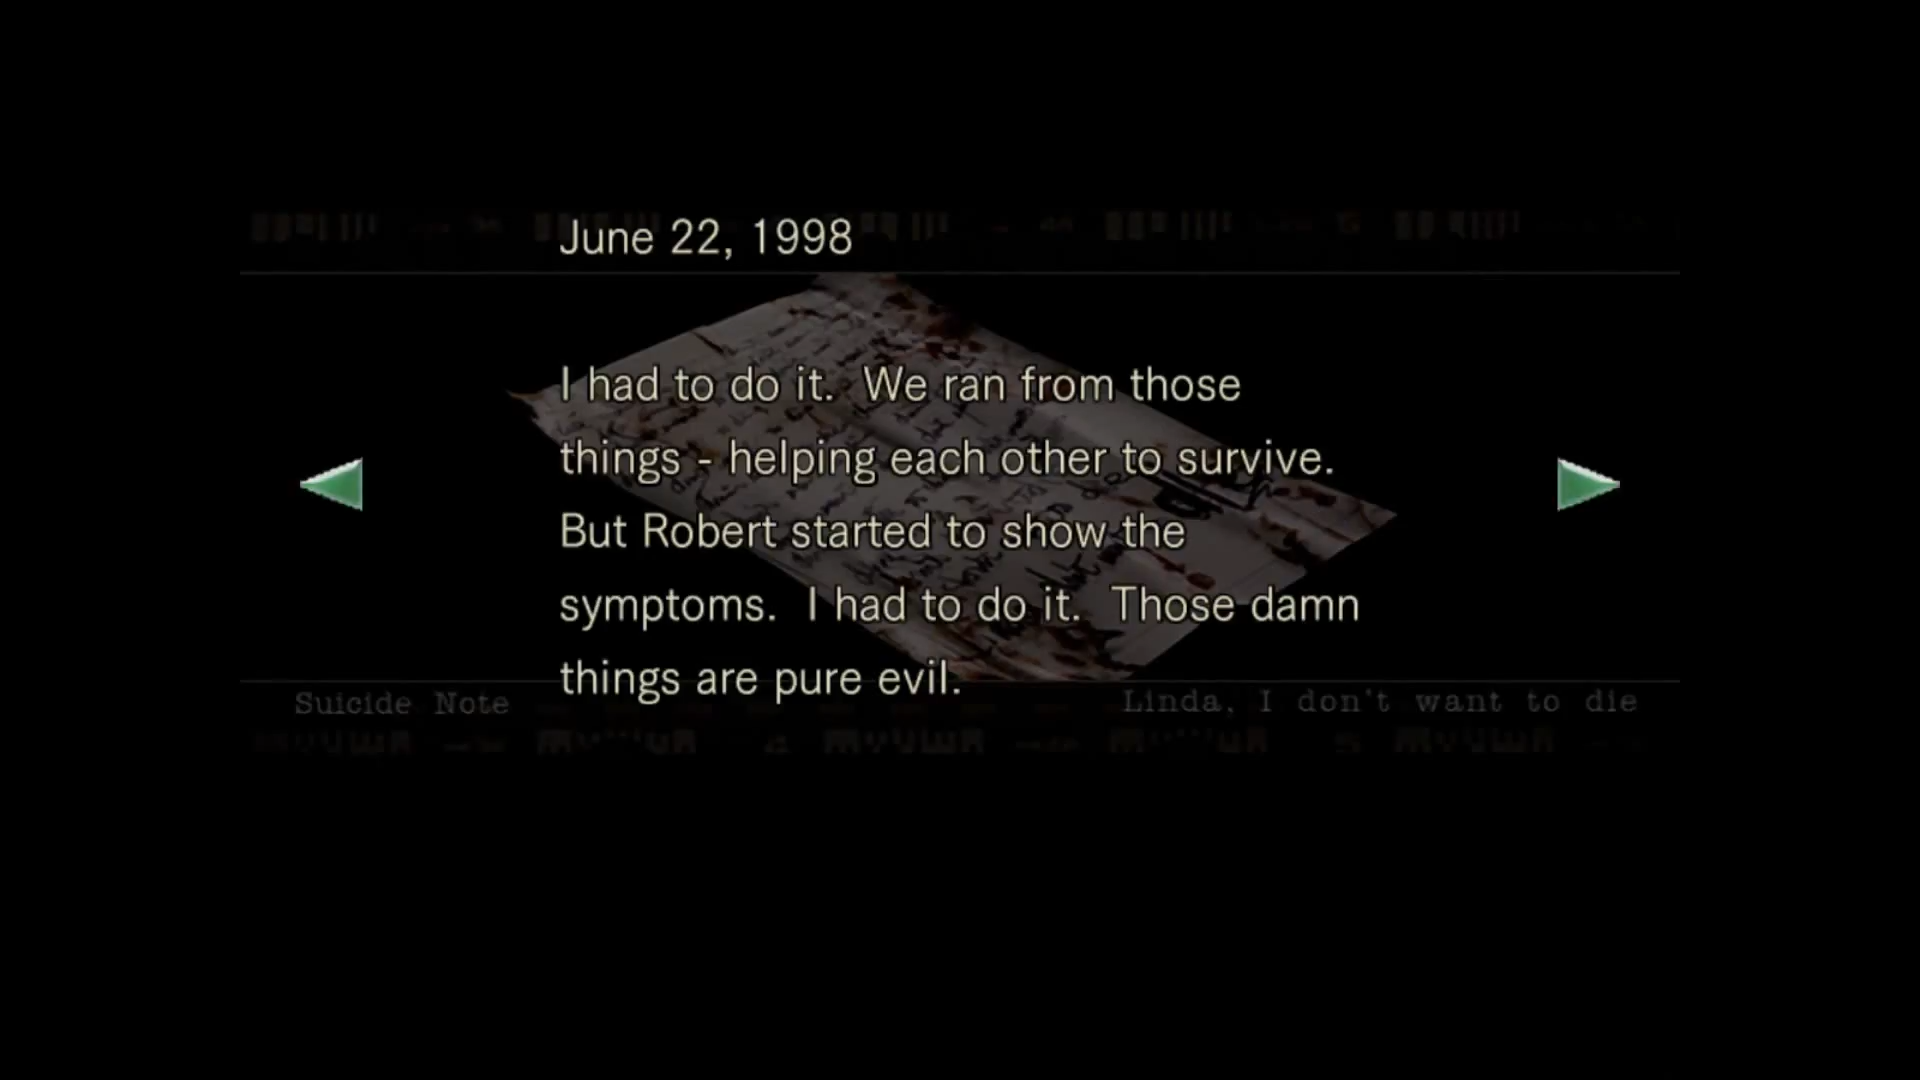 June 22, 1998
I had to do it.  We ran from those
things - helping each other to survive.
But Robert started to show the
symptoms.  I had to do it.  Those damn
things are pure evil.
Suicide Note
Linda, I don't want to die